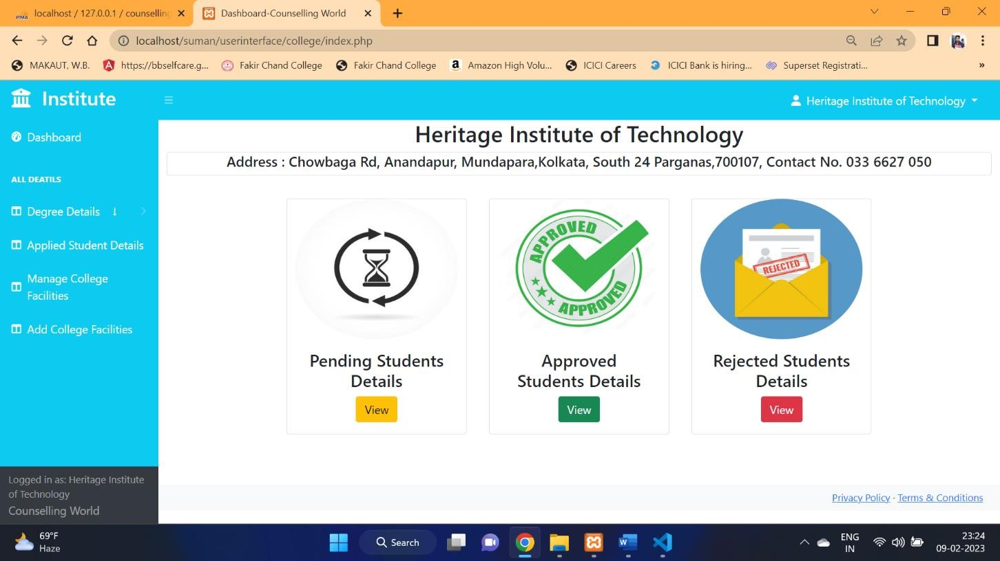 PMA localhost / 127.0.0.1 / counselling
Dashboard-Counselling World
localhost/suman/userinterface/college/index.php
MAKAUT, W.B. https://bbselfcare.g... Fakir Chand College Fakir Chand College Amazon High Volu... ICICI Careers ICICI Bank is hiring... Superset Registrati... »
Institute
Heritage Institute of Technology
Dashboard
ALL DEATILS
Degree Details
Applied Student Details
Manage College
Facilities
Add College Facilities
Logged in as: Heritage Institute
of Technology
Counselling World
Heritage Institute of Technology
Address : Chowbaga Rd, Anandapur, Mundapara,Kolkata, South 24 Parganas,700107, Contact No. 033 6627 050
Pending Students
Details
View
APPROVED
APPROVED
Approved
Students Details
View
REJECTED
Rejected Students
Details
View
Privacy Policy · Terms & Conditions
69°F
Haze
Search
ENG
IN
23:24
09-02-2023